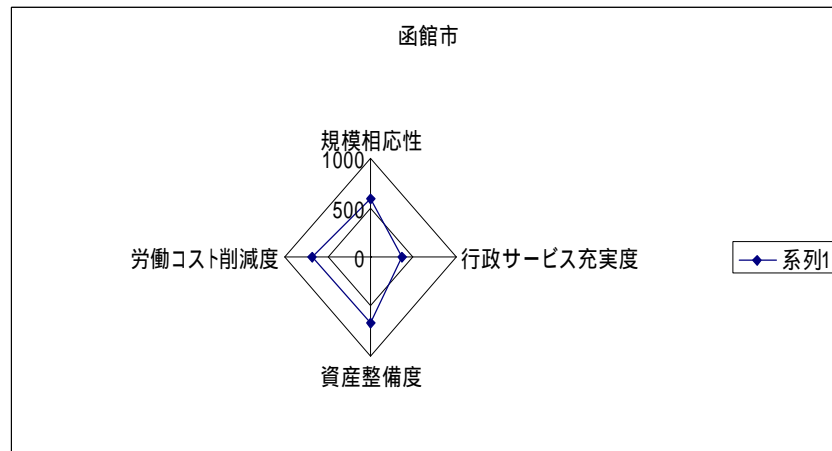 函館市
規模相応性
1000
500
0
労働コスト削減度
行政サービス充実度
資産整備度
系列1